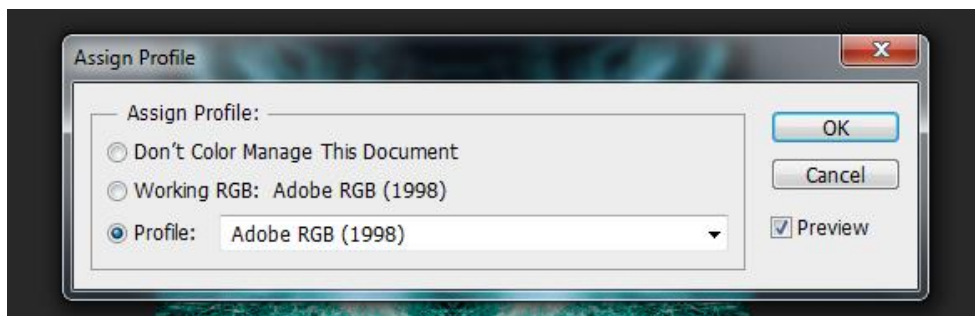 Assign Profile
Assign Profile:
Don't Color Manage This Document
Working RGB: Adobe RGB (1998)
Profile: Adobe RGB (1998)
OK
Cancel
Preview